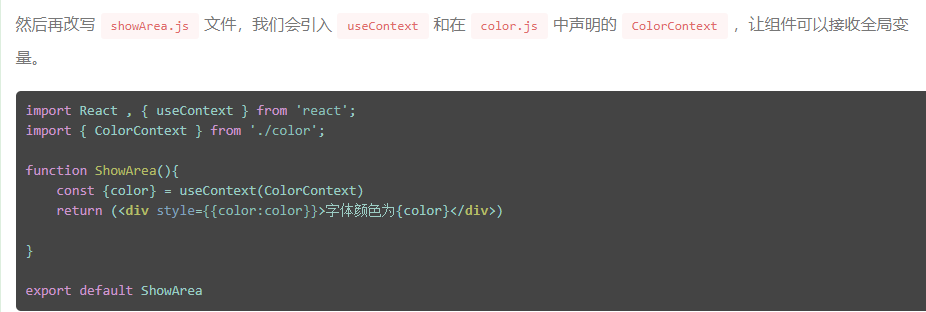 然后再改写 showArea.js 文件，我们会引入 useContext 和在 color.js 中声明的 ColorContext ，让组件可以接收全局变
量。
import React , { useContext } from 'react';
import { ColorContext } from './color';
function ShowArea(){
    const {color} = useContext(ColorContext)
    return (<div style={{color:color}}>字体颜色为{color}</div>)
}
export default ShowArea